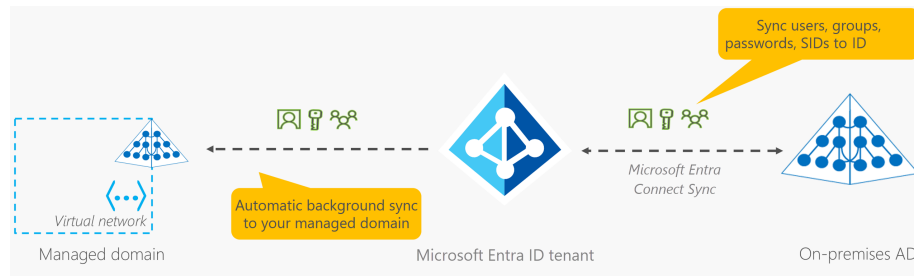 Sync users, groups,
passwords, SIDs to ID
Microsoft Entra
Connect Sync
Automatic background sync
to your managed domain
Virtual network
Managed domain
Microsoft Entra ID tenant
On-premises AD